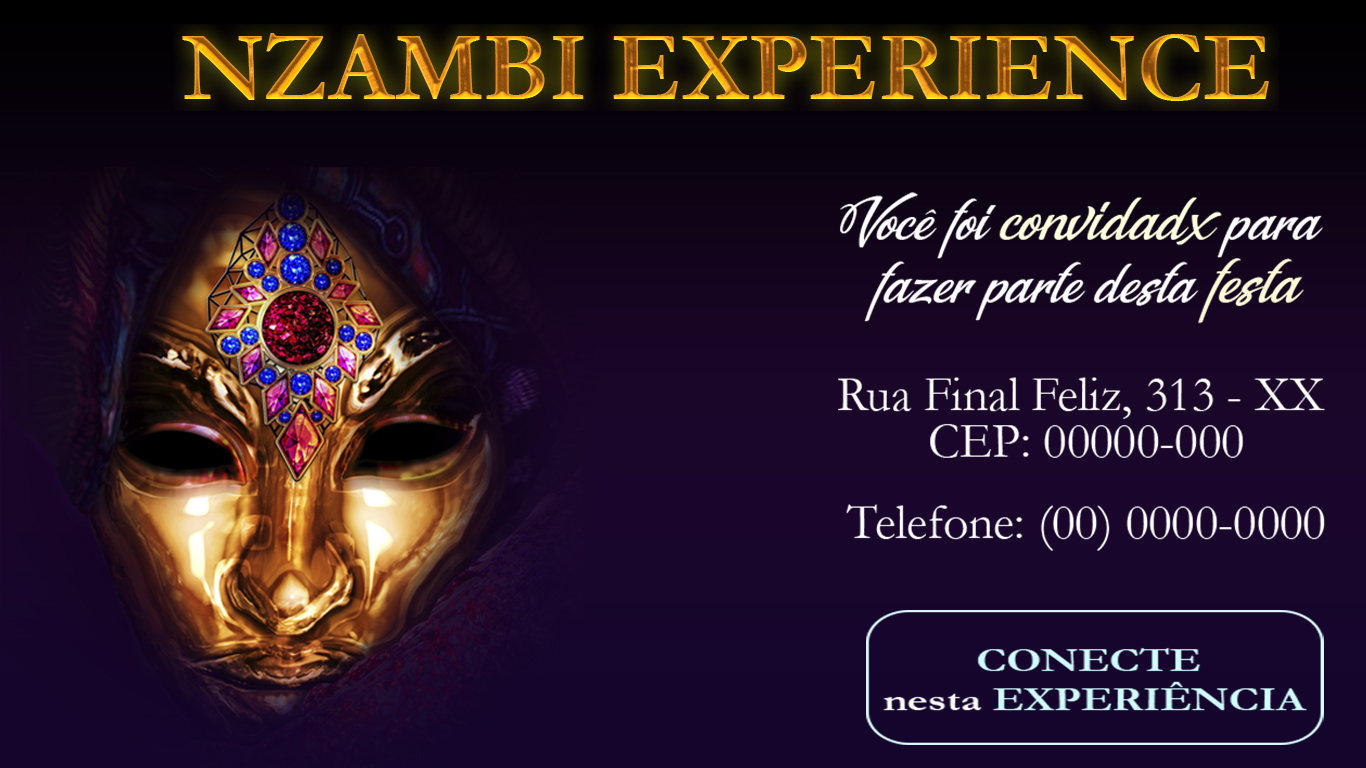 NZAMBI EXPERIENCE
Você foi convidadx para
fazer parte desta festa
Rua Final Feliz, 313 - XX
CEP: 00000-000
Telefone: (00) 0000-0000
CONECTE
nesta EXPERIÊNCIA